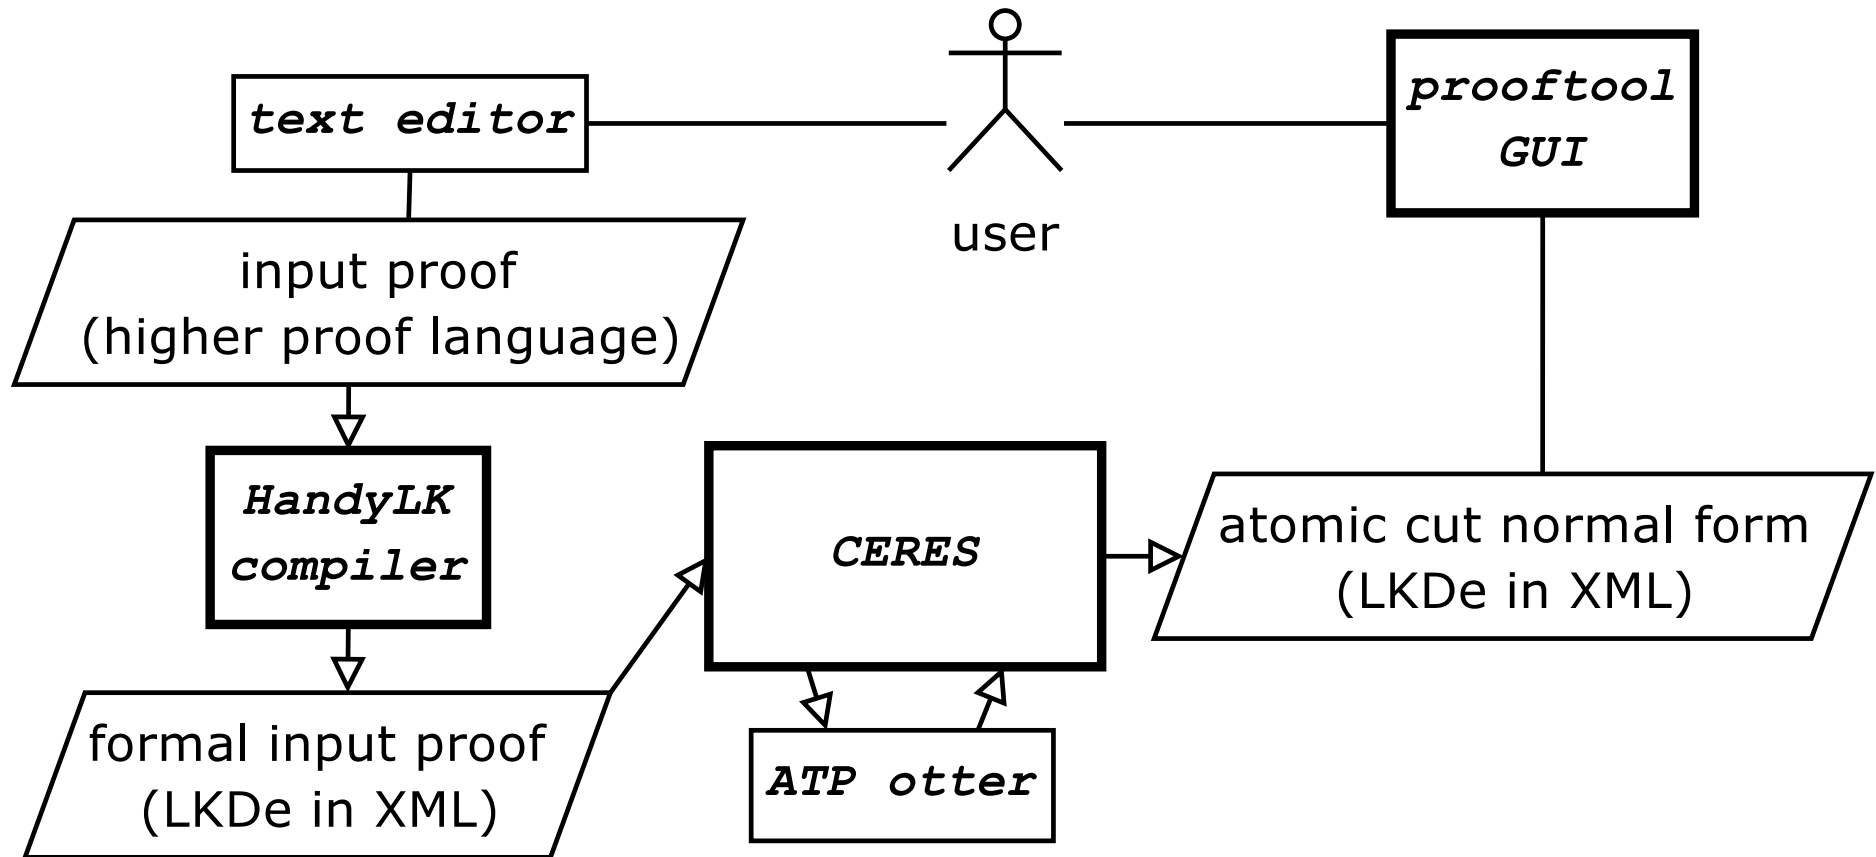 text editor
user
prooftool
GUI
input proof
(higher proof language)
HandyLK
compiler
formal input proof
(LKDe in XML)
CERES
ATP otter
atomic cut normal form
(LKDe in XML)